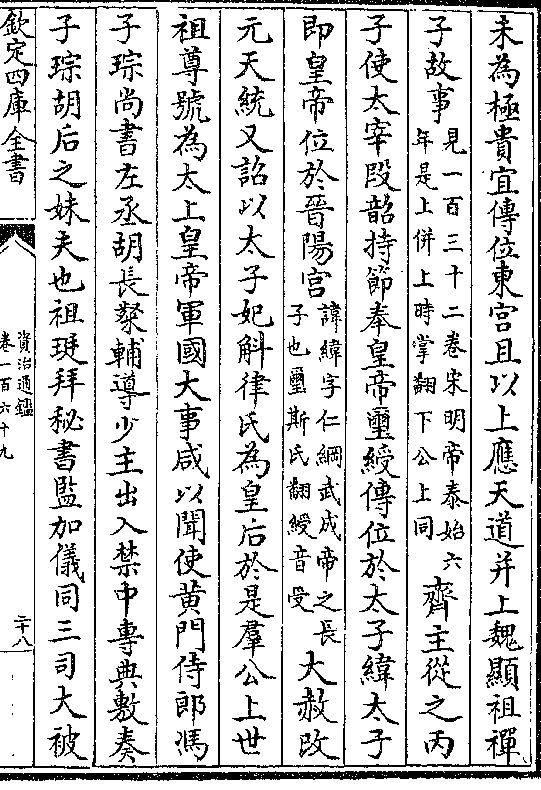 未為極貴宜傳位東宮且以上應天道并上魏顯祖禪
子故事見一百三十二卷宋明帝泰始六
年是上併上時掌翻下公上同齊主從之丙
子使太宰段韶持節奉皇帝璽綬傳位於太子緯太子
即皇帝位於晉陽宮諱緯字仁綱武成帝之長
子也璽斯氏翻綬音受大赦改
元天統又詔以太子妃斛律氏為皇后於是羣公上世
祖尊號為太上皇帝軍國大事咸以聞使黃門侍郎馮
子琮尚書左丞胡長粲輔導少主出入禁中專典敷奏
子琮胡后之妹夫也祖珽拜秘書監加儀同三司大被
欽定四庫全書
資治通鑑
卷一百六十九
二十八